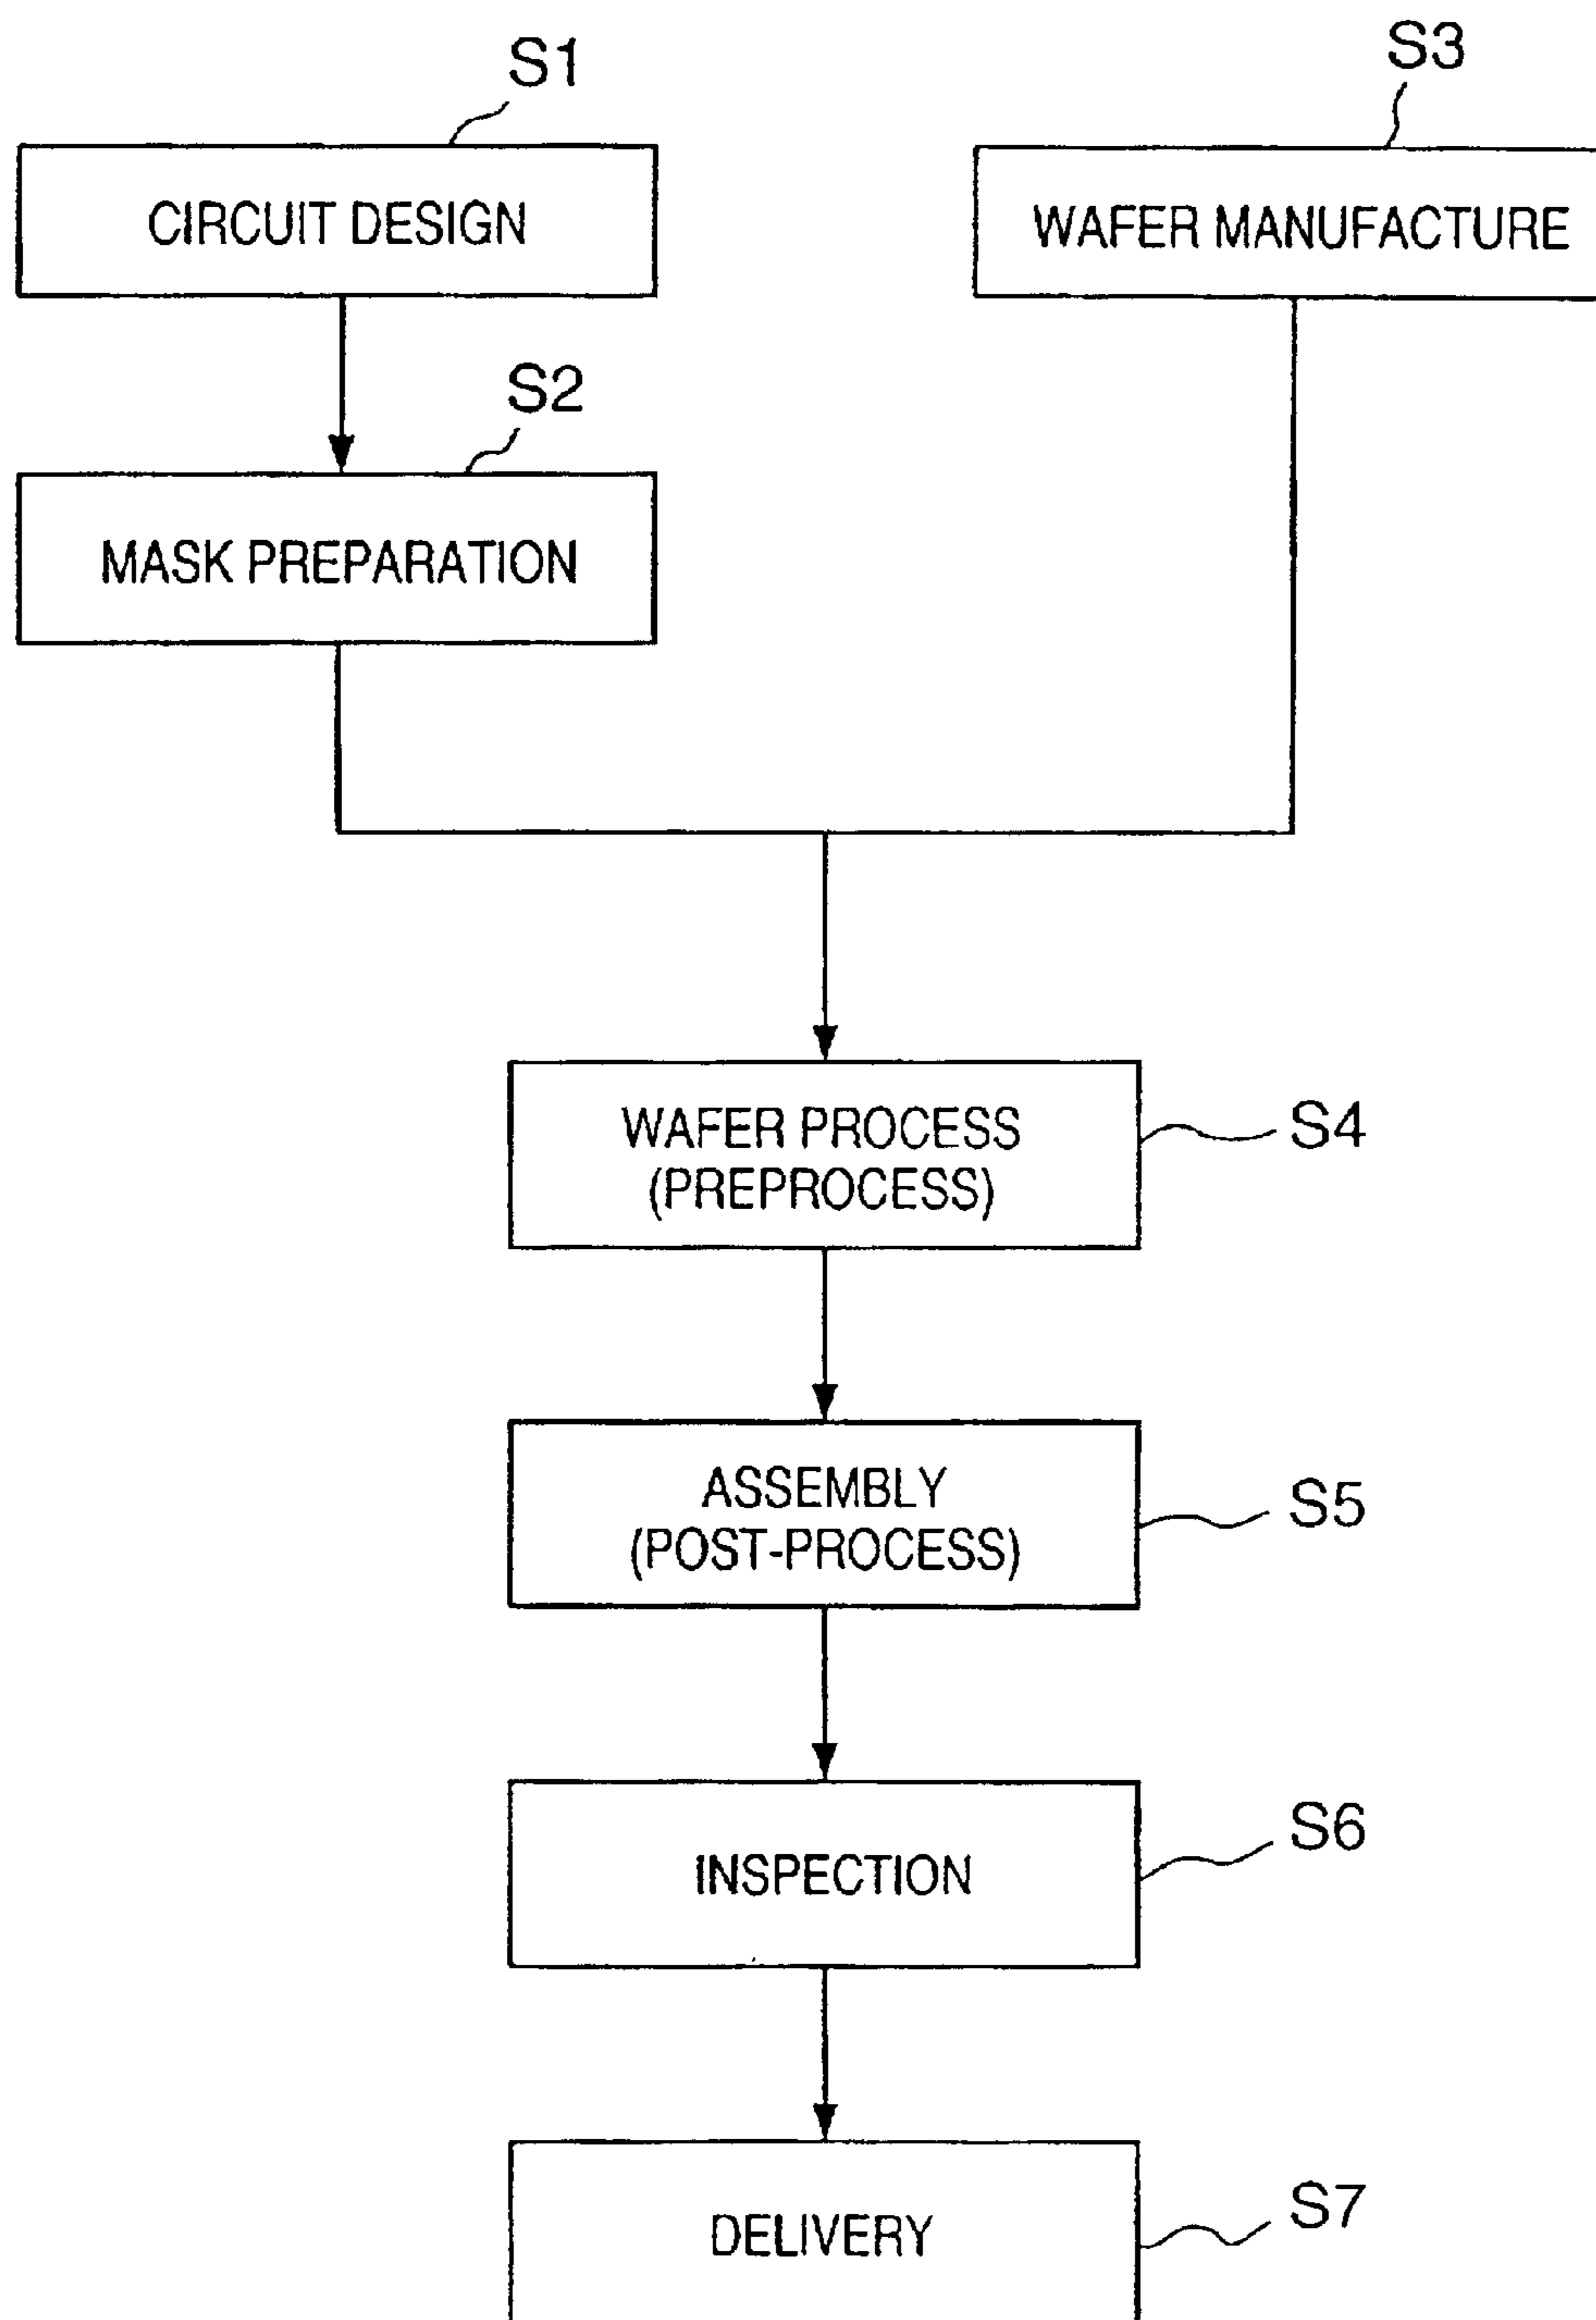 S1
CIRCUIT DESIGN
S3
WAFER MANUFACTURE
S2
MASK PREPARATION
WAFER PROCESS
(PREPROCESS)
S4
ASSEMBLY
(POST-PROCESS)
S5
INSPECTION
S6
DELIVERY
S7